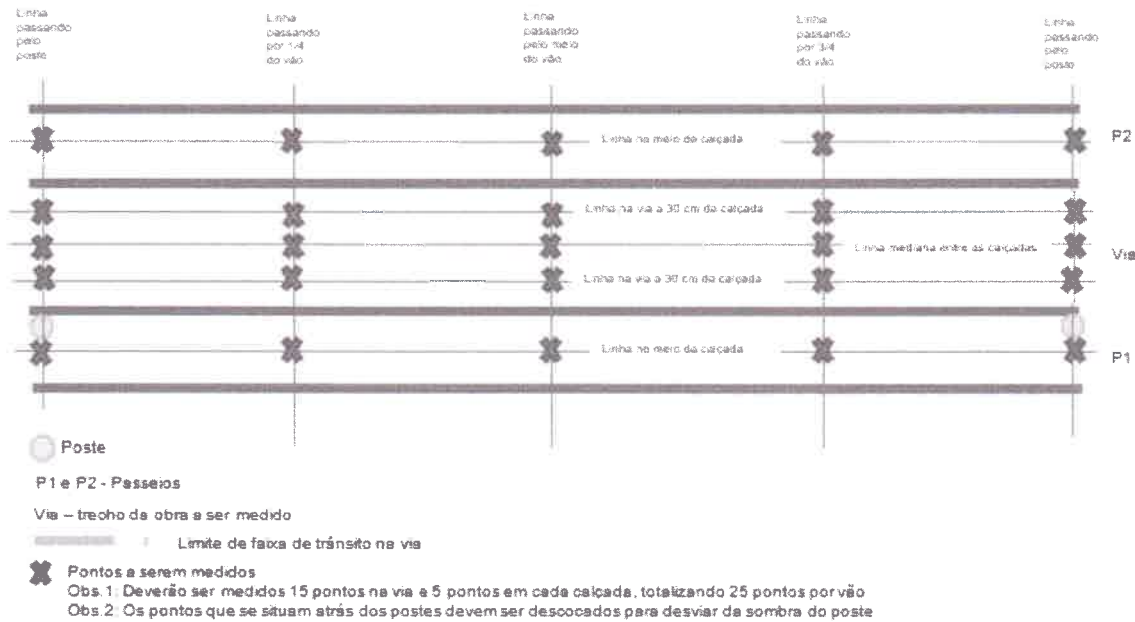 Linha
passando
pelo
poste
Linha
passando
por 1/4
do vão
Linha
passando
pelo meio
do vão
Linha
passando
por 3/4
do vão
Linha
passando
pelo
poste
Linha no meio da calçada
P2
Linha na via a 30 cm da calçada
Linha mediana entre as calçadas
Via
Linha na via a 30 cm da calçada
Linha no meio da calçada
P1
Poste
P1 e P2 - Passeios
Via – trecho da obra a ser medido
Limite de faixa de trânsito na via
Pontos a serem medidos
Obs.1: Deverão ser medidos 15 pontos na via e 5 pontos em cada calçada, totalizando 25 pontos por vão
Obs.2: Os pontos que se situam atrás dos postes devem ser descocados para desviar da sombra do poste